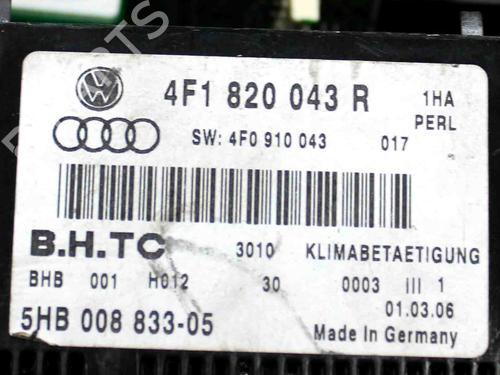 4F1 820 043 R 1HA
PERL
SW: 4F0 910 043 017
B.H.TC 3010 KLIMABETAETIGUNG
BHB 001 H012 30 0003 III 1
01.03.06
5HB 008 833-05 Made in Germany
PARTS